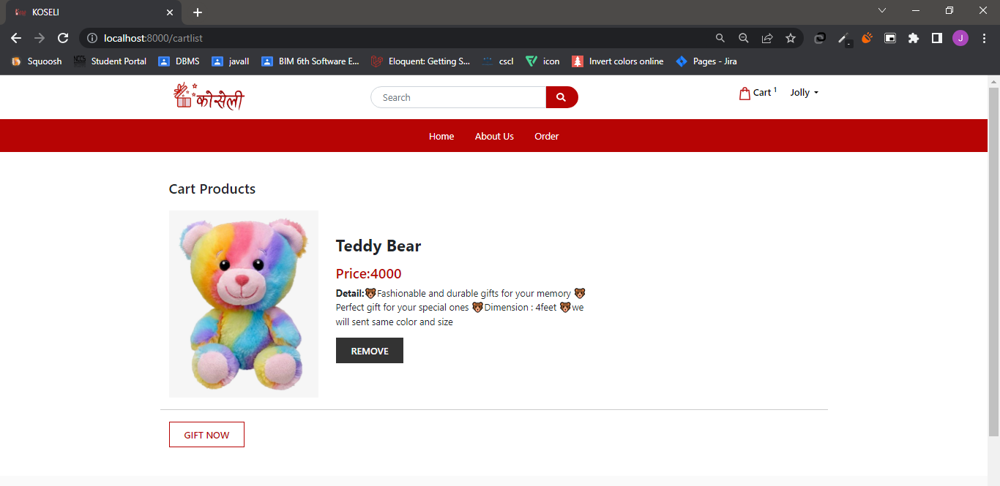 KOSELI
localhost:8000/cartlist
Squoosh
Student Portal
DBMS
javaII
BIM 6th Software E...
Eloquent: Getting S...
cscl
icon
Invert colors online
Pages - Jira
J
कोसेली
Search
Cart 1
Jolly
Home
About Us
Order
Cart Products
Teddy Bear
Price:4000
Detail:🐻Fashionable and durable gifts for your memory 🐻
Perfect gift for your special ones 🐻Dimension : 4feet 🐻we
will sent same color and size
REMOVE
GIFT NOW